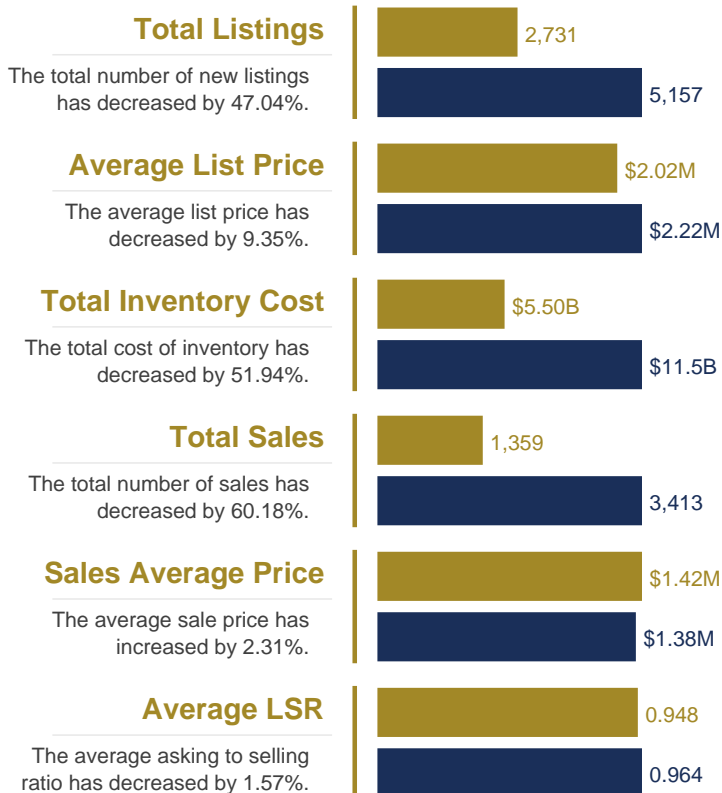 Total Listings
The total number of new listings
has decreased by 47.04%.
2,731
5,157
Average List Price
The average list price has
decreased by 9.35%.
$2.02M
$2.22M
Total Inventory Cost
The total cost of inventory has
decreased by 51.94%.
$5.50B
$11.5B
Total Sales
The total number of sales has
decreased by 60.18%.
1,359
3,413
Sales Average Price
The average sale price has
increased by 2.31%.
$1.42M
$1.38M
Average LSR
The average asking to selling
ratio has decreased by 1.57%.
0.948
0.964